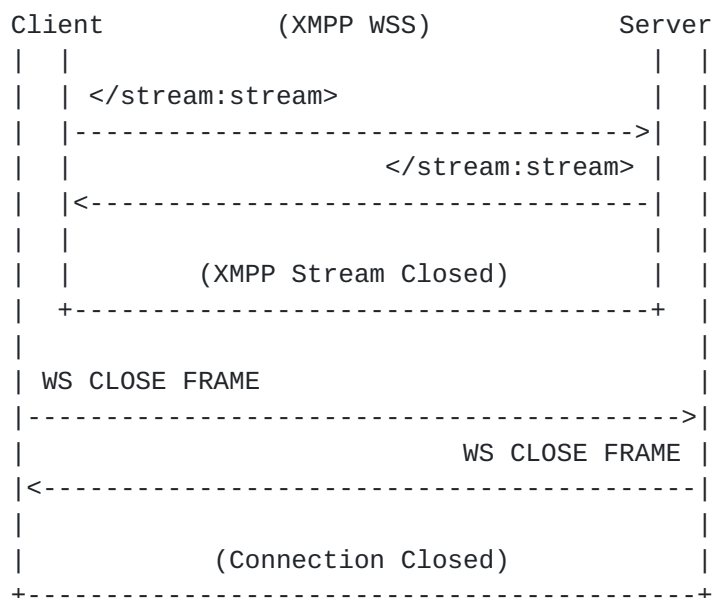 Client (XMPP WSS) Server
</stream:stream>
</stream:stream>
(XMPP Stream Closed)
WS CLOSE FRAME
WS CLOSE FRAME
(Connection Closed)